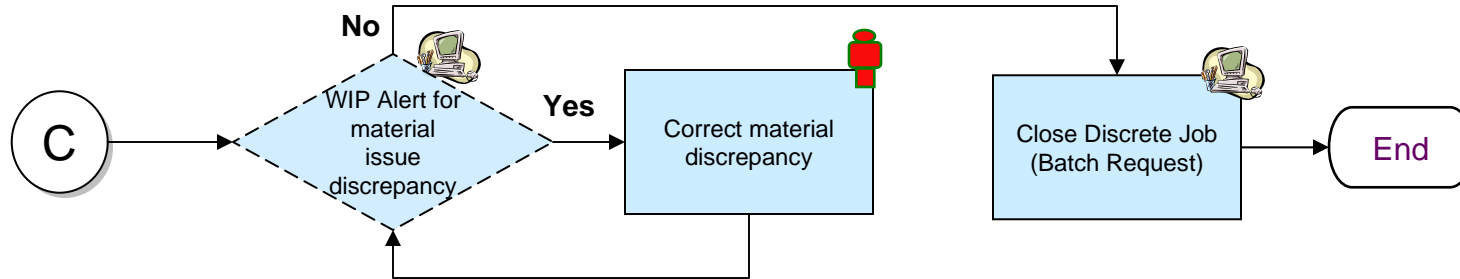 No
C
WIP Alert for
material
issue
discrepancy
Yes
Correct material
discrepancy
Close Discrete Job
(Batch Request)
End